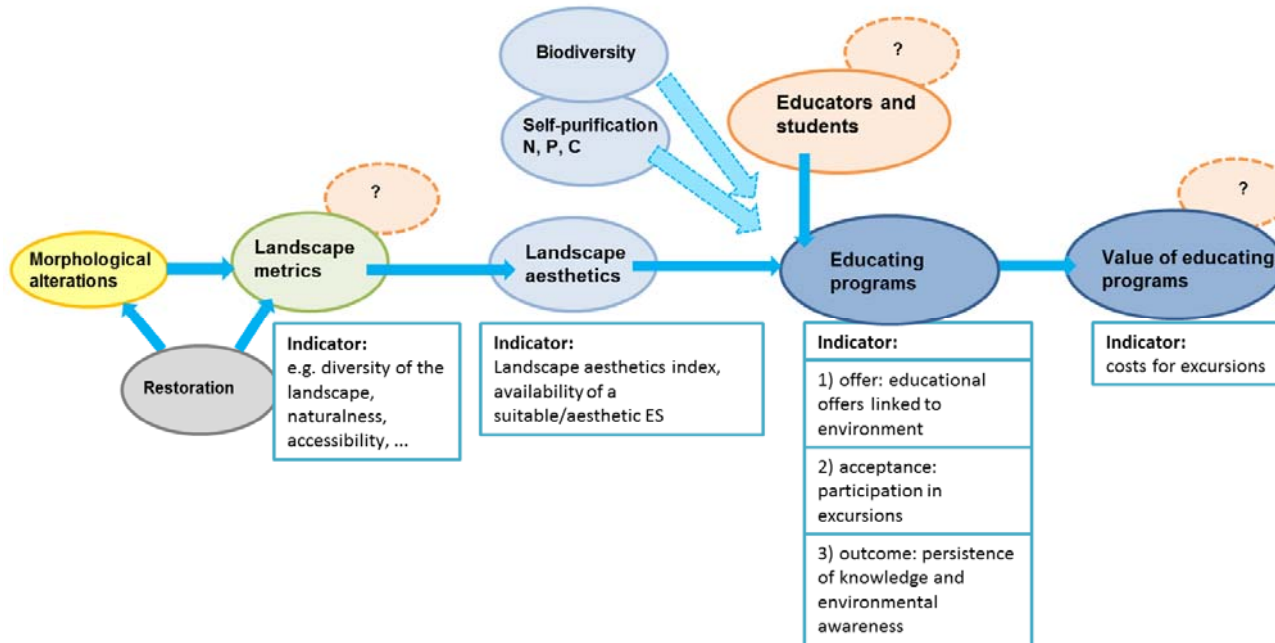 Biodiversity
Self-purification
N, P, C
?
Educators and
students
?
Morphological
alterations
Landscape
metrics
Landscape
aesthetics
Educating
programs
?
Value of educating
programs
Restoration
Indicator:
e.g. diversity of the
landscape,
naturalness,
accessibility, ...
Indicator:
Landscape aesthetics index,
availability of a
suitable/aesthetic ES
Indicator:
1) offer: educational
offers linked to
environment
2) acceptance:
participation in
excursions
3) outcome: persistence
of knowledge and
environmental
awareness
Indicator:
costs for excursions